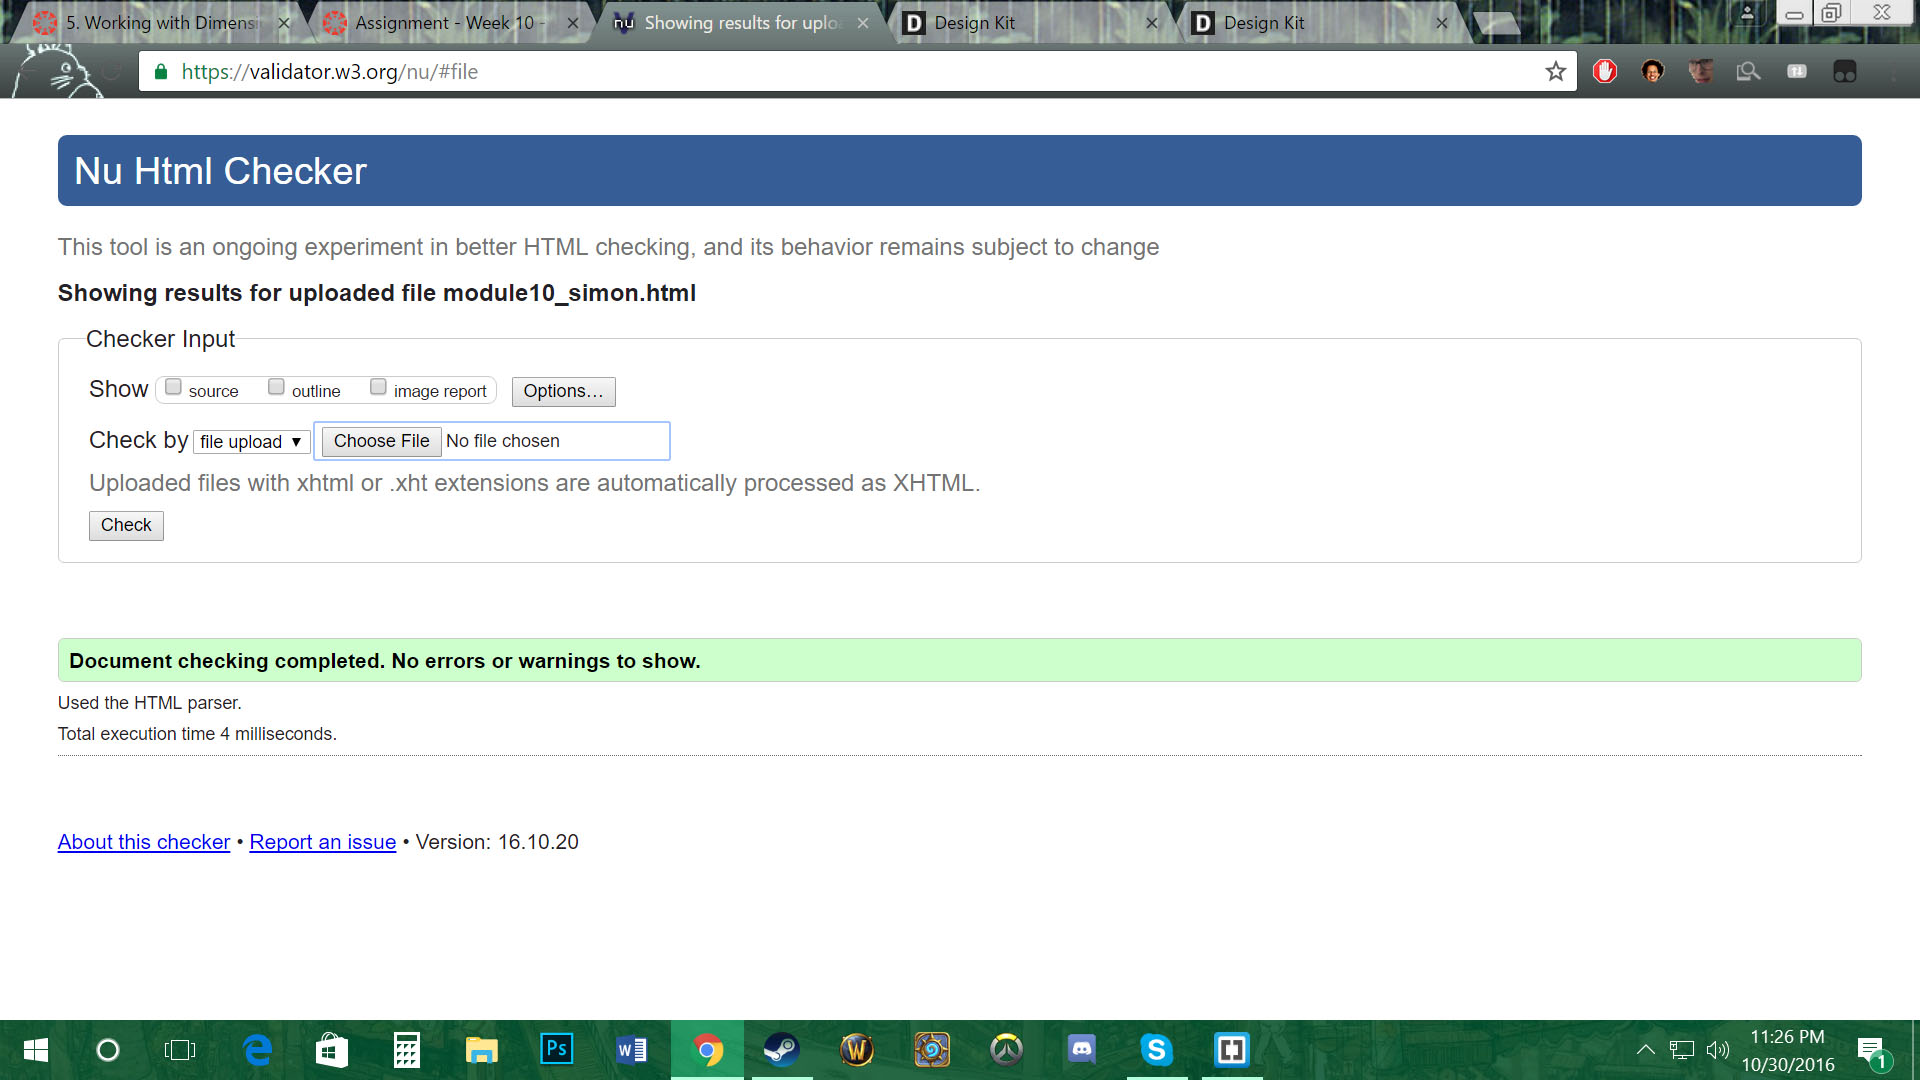 5. Working with Dimensi
Assignment - Week 10 -
nu Showing results for uplo
D Design Kit
D Design Kit
https://validator.w3.org/nu/#file
Nu Html Checker
This tool is an ongoing experiment in better HTML checking, and its behavior remains subject to change
Showing results for uploaded file module10_simon.html
Checker Input
Show source outline image report Options...
Check by file upload Choose File No file chosen
Uploaded files with xhtml or .xht extensions are automatically processed as XHTML.
Check
Document checking completed. No errors or warnings to show.
Used the HTML parser.
Total execution time 4 milliseconds.
About this checker • Report an issue • Version: 16.10.20
Ps
W
W
S
11:26 PM
10/30/2016
1